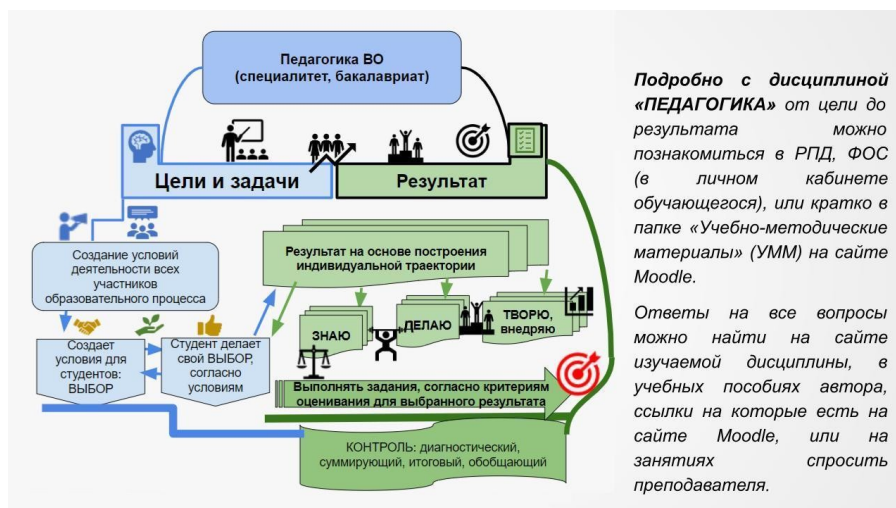 Педагогика ВО
(специалитет, бакалавриат)
Цели и задачи
Результат
Создание условий
деятельности всех
участников
образовательного процесса
Создает
условия для
студентов:
ВЫБОР
Студент делает
свой ВЫБОР,
согласно
условиям
Результат на основе построения
индивидуальной траектории
ЗНАЮ
ДЕЛАЮ
ТВОРЮ,
внедряю
Выполнять задания, согласно критериям
оценивания для выбранного результата
КОНТРОЛЬ: диагностический,
суммирующий, итоговый, обобщающий
Подробно с дисциплиной
«ПЕДАГОГИКА» от цели до
результата можно
познакомиться в РПД, ФОС
(в личном кабинете
обучающегося), или кратко в
папке «Учебно-методические
материалы» (УММ) на сайте
Moodle.
Ответы на все вопросы
можно найти на сайте
изучаемой дисциплины, в
учебных пособиях автора,
ссылки на которые есть на
сайте Moodle, или на
занятиях спросить
преподавателя.